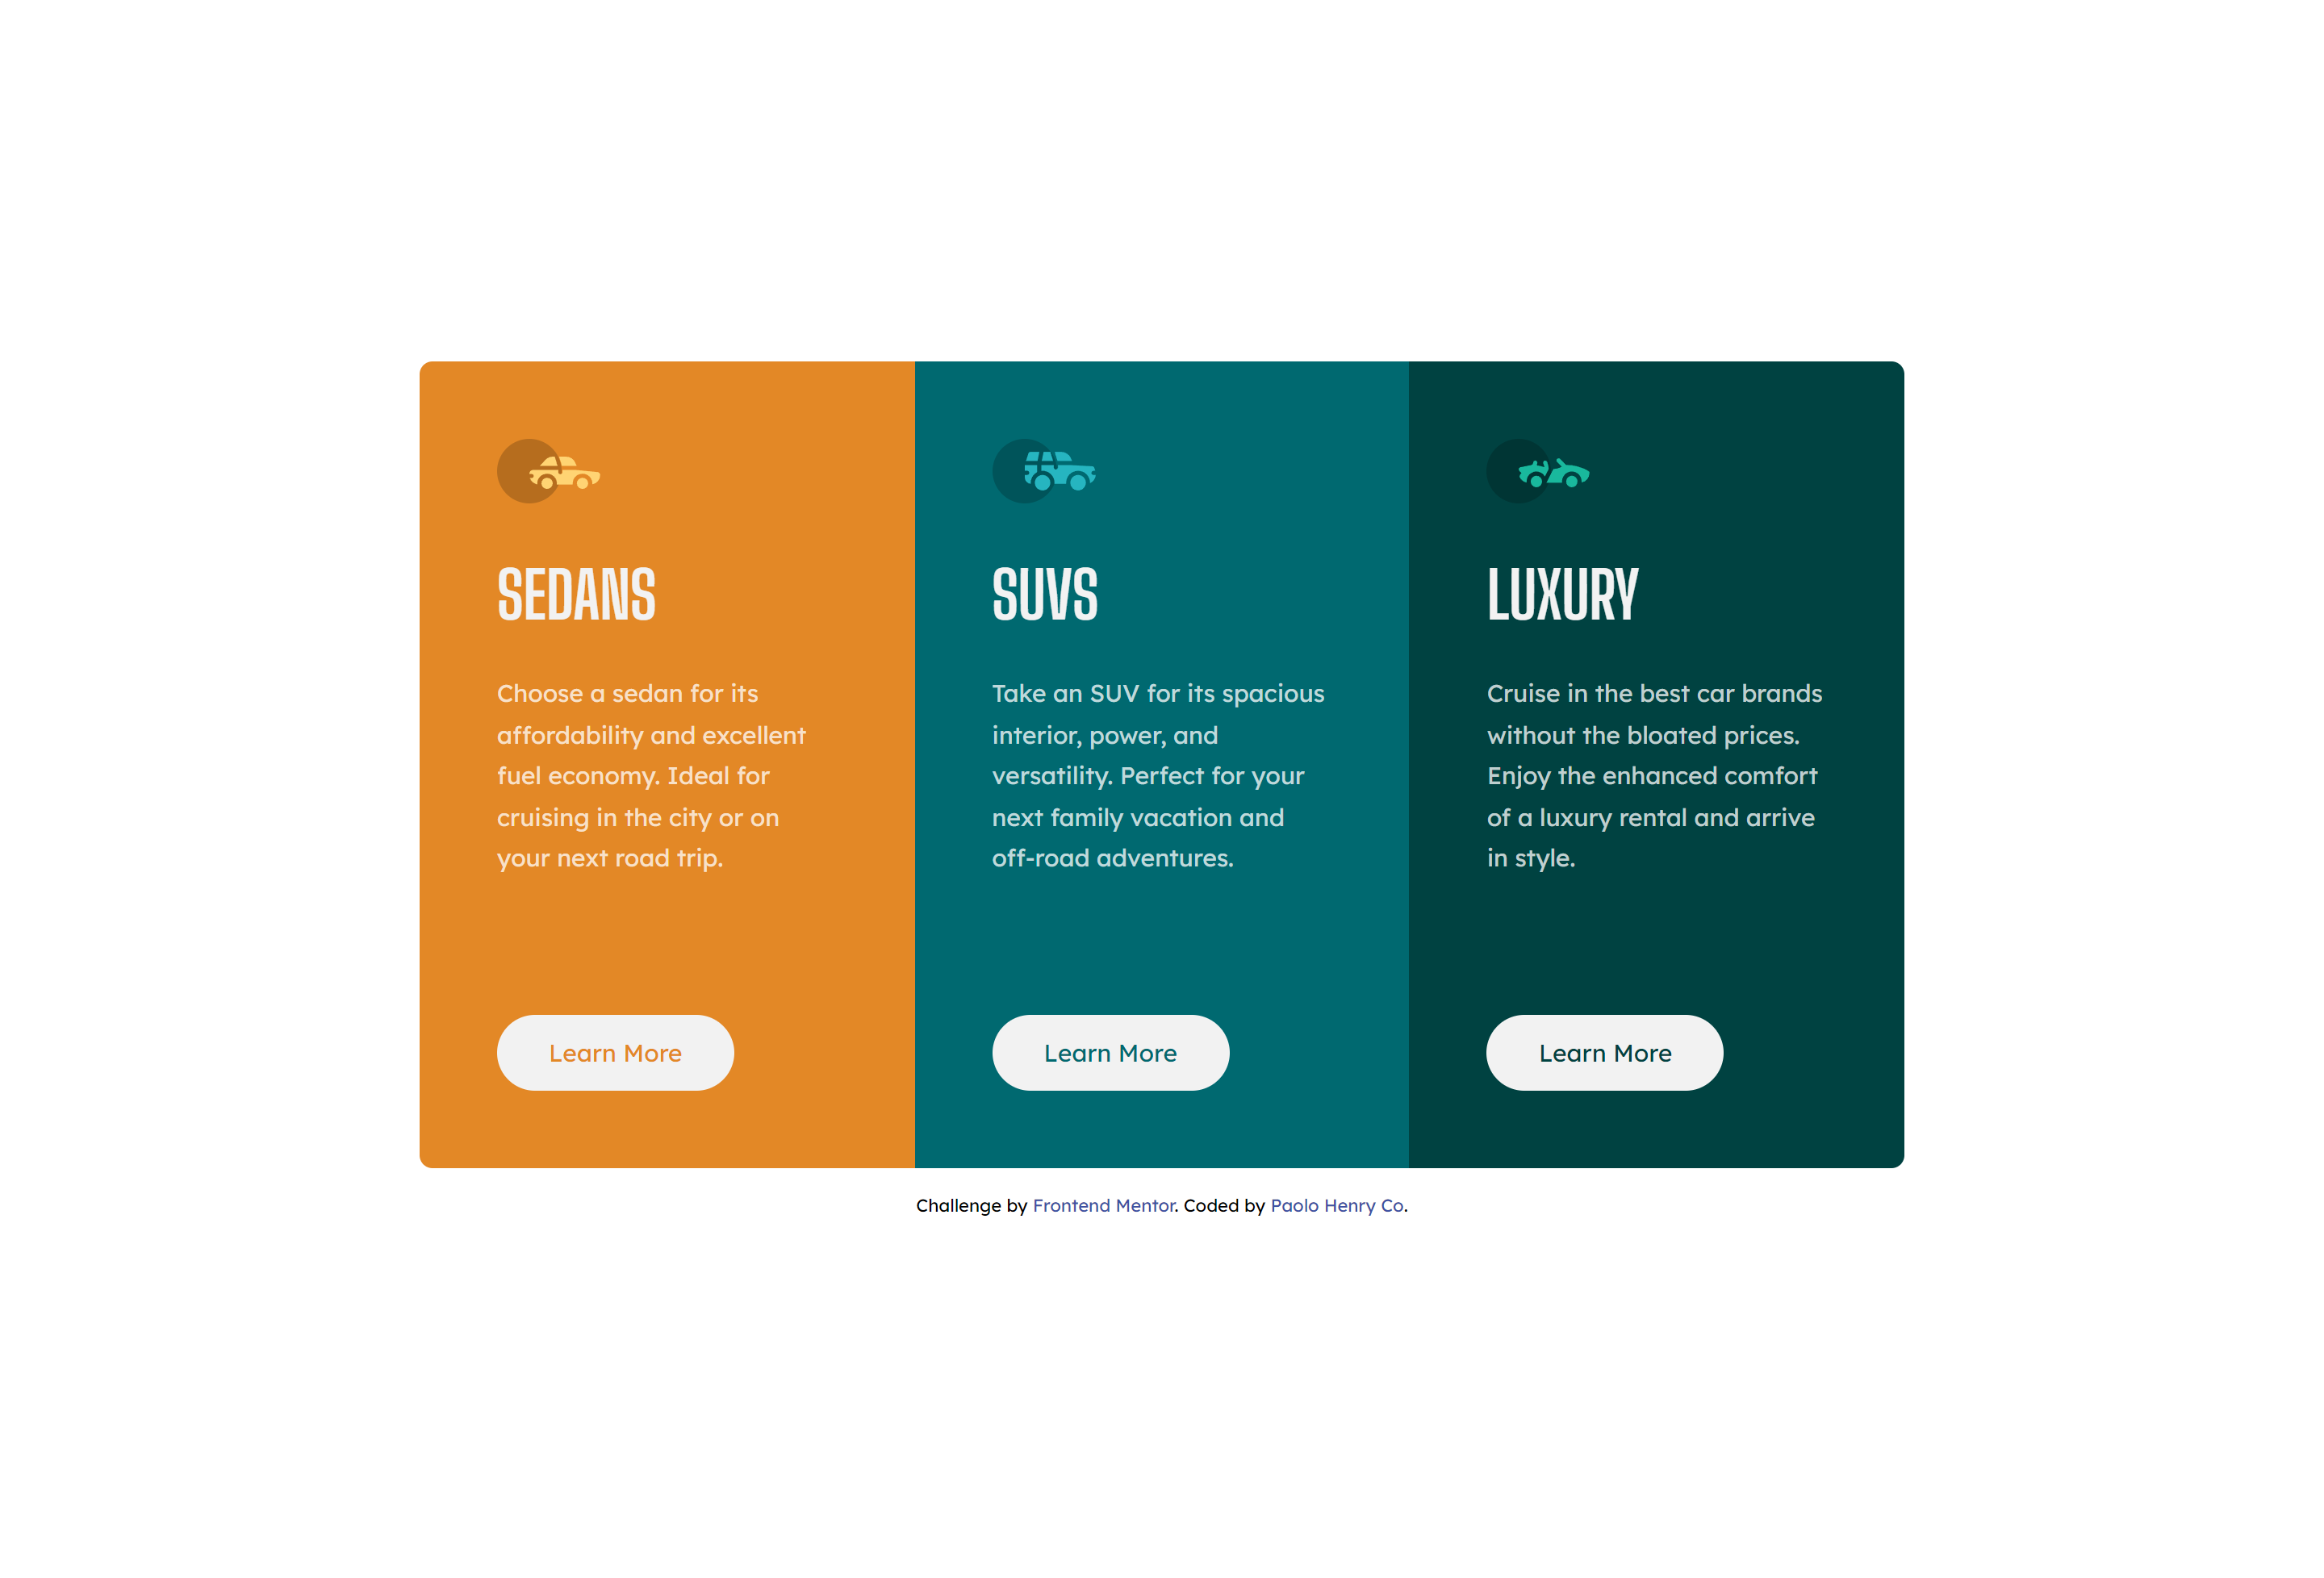 SEDANS
Choose a sedan for its
affordability and excellent
fuel economy. Ideal for
cruising in the city or on
your next road trip.
Learn More
SUVS
Take an SUV for its spacious
interior, power, and
versatility. Perfect for your
next family vacation and
off-road adventures.
Learn More
LUXURY
Cruise in the best car brands
without the bloated prices.
Enjoy the enhanced comfort
of a luxury rental and arrive
in style.
Learn More
Challenge by Frontend Mentor. Coded by Paolo Henry Co.